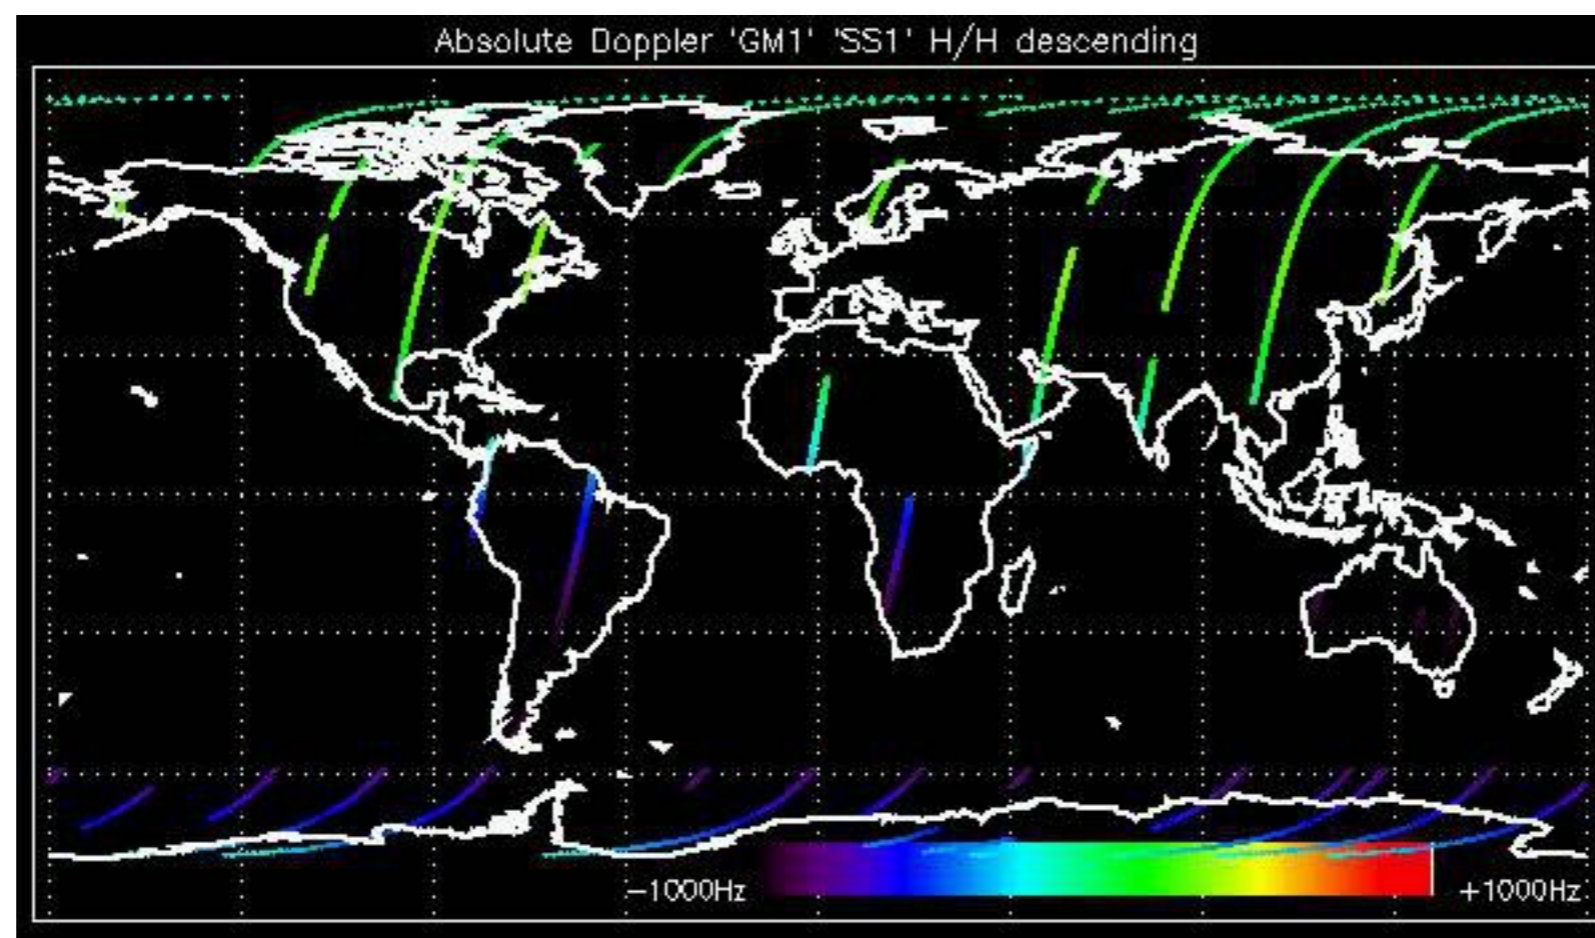 Absolute Doppler 'GM1' 'SS1' H/H descending
−1000Hz
+1000Hz